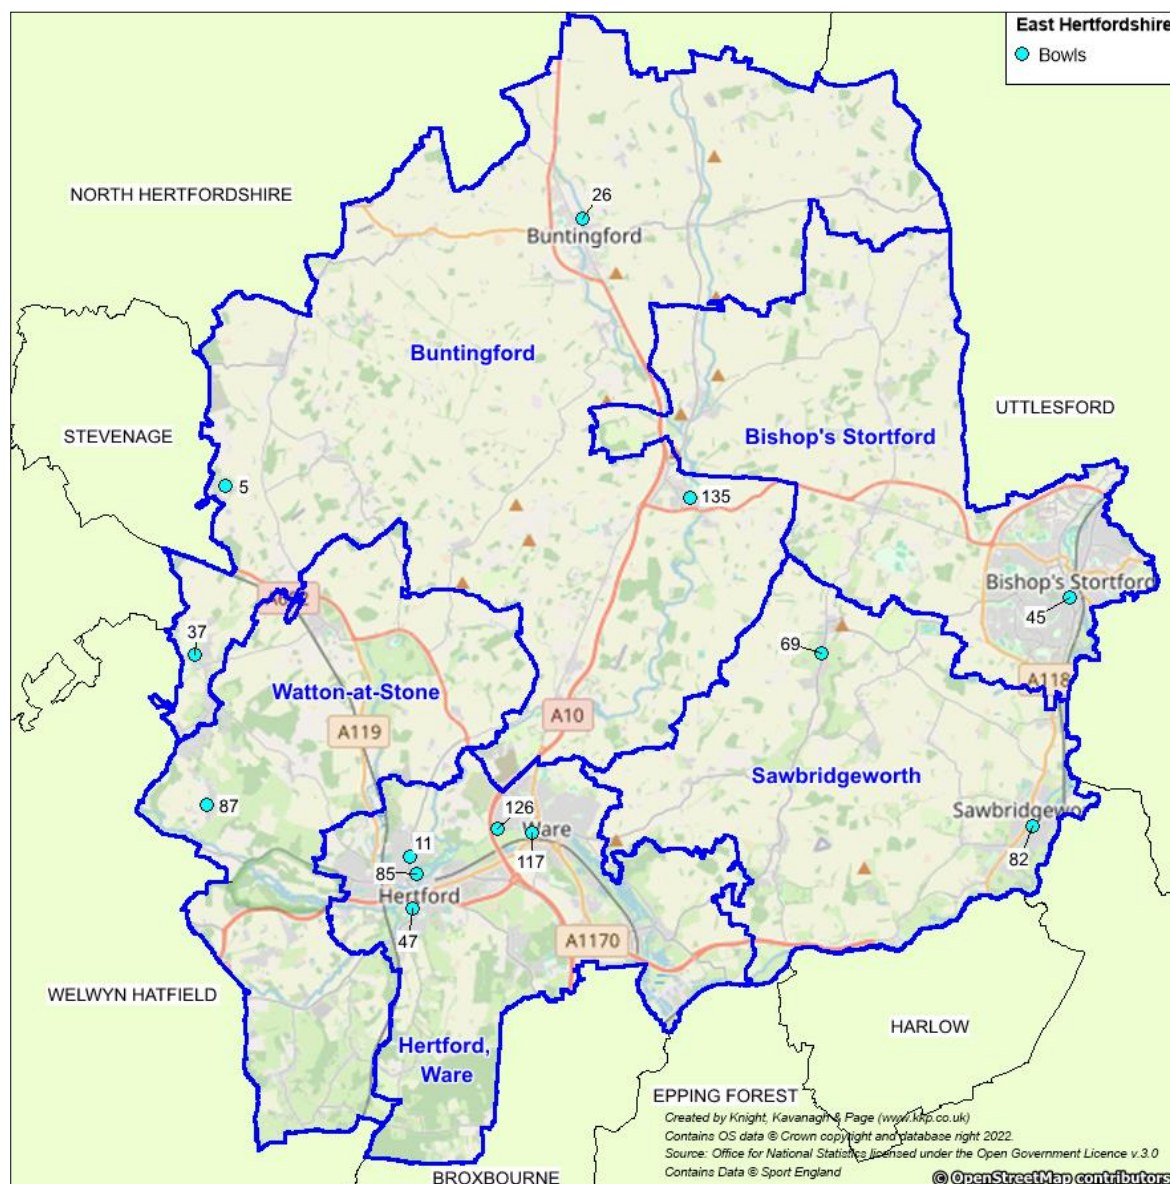 East Hertfordshire
Bowls
NORTH HERTFORDSHIRE
26
Buntingford
Buntingford
UTTLESFORD
STEVENAGE
Bishop's Stortford
5
135
Bishop's Stortford
45
37
69
A118
Watton-at-Stone
A10
A119
Sawbridgeworth
87
126
Ware
117
Sawbridgewo
82
11
85
Hertford
47
A1170
WELWYN HATFIELD
HARLOW
Hertford,
Ware
EPPING FOREST
Created by Knight, Kavanagh & Page (www.kkp.co.uk)
Contains OS data © Crown copyright and database right 2022.
Source: Office for National Statistics licensed under the Open Government Licence v.3.0
Contains Data © Sport England
BROXBOURNE
© OpenStreetMap contributors